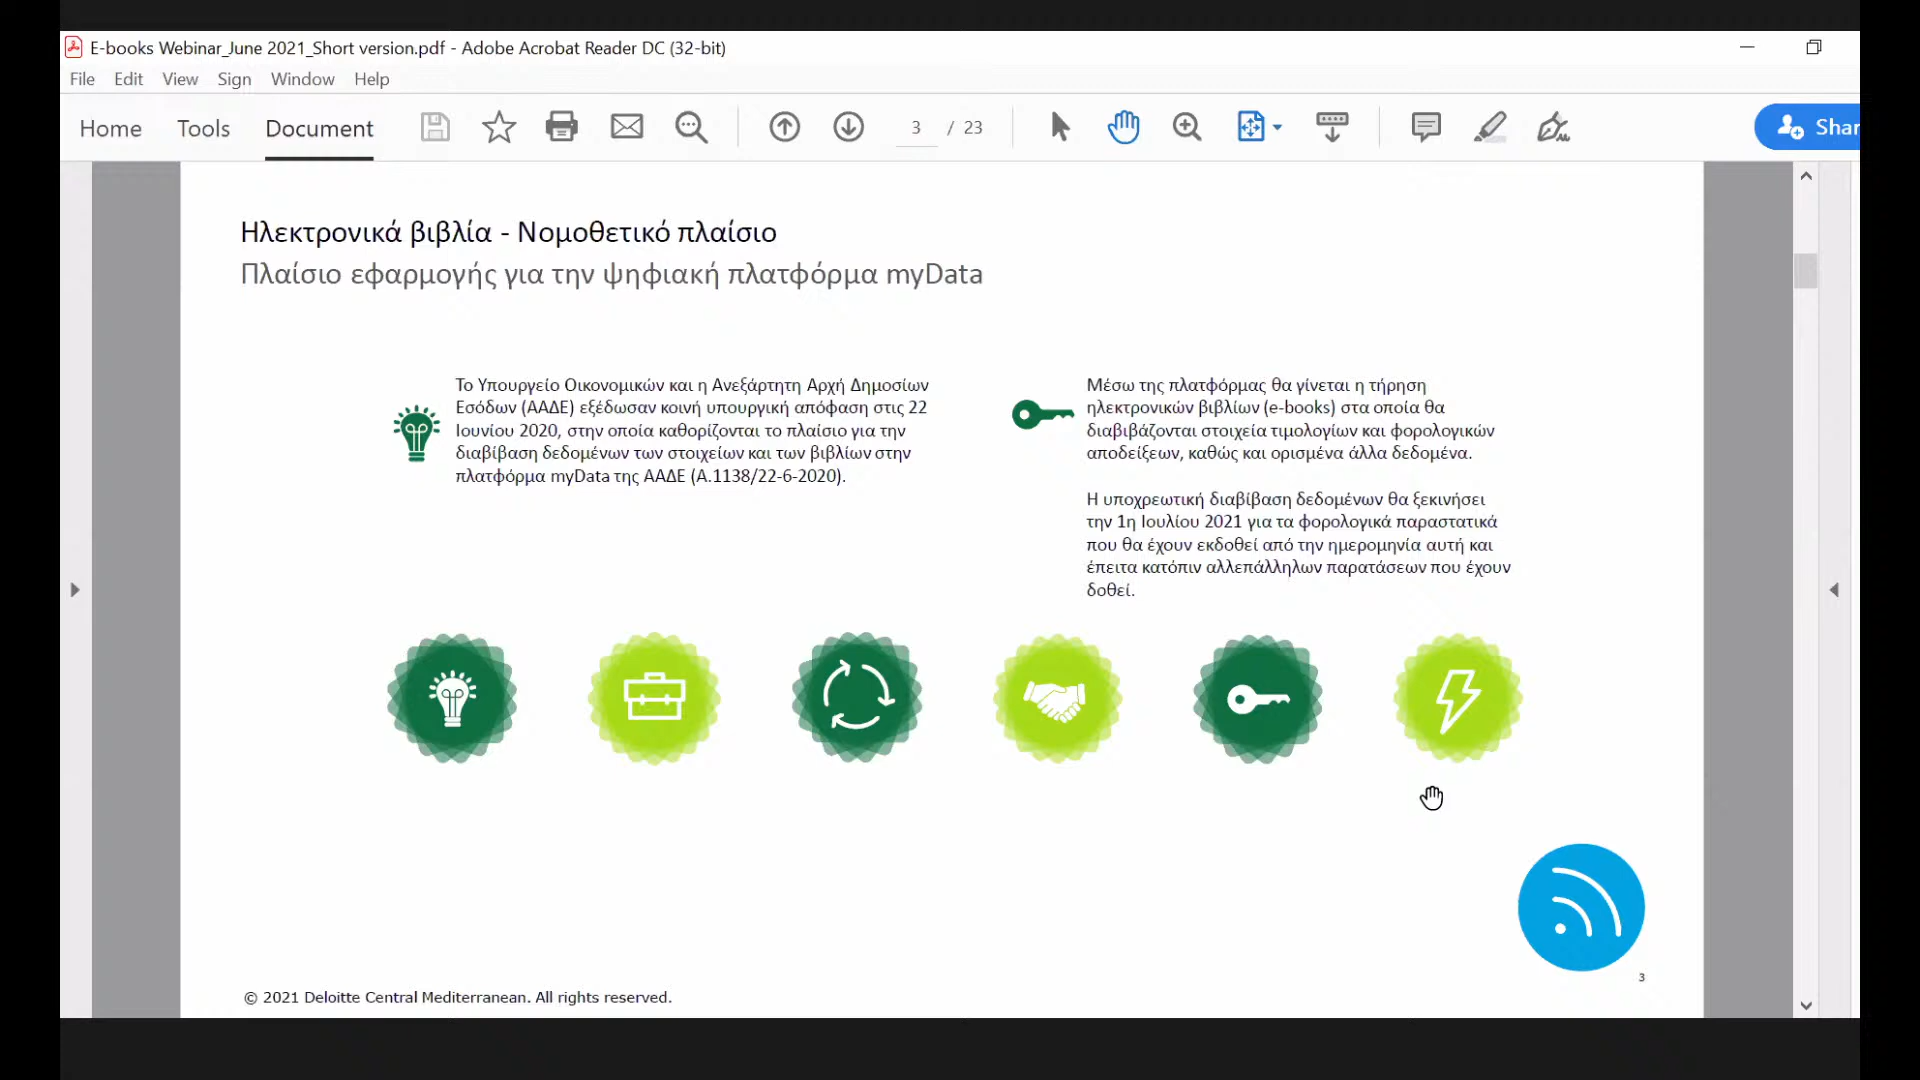 E-books Webinar_June 2021_Short version.pdf - Adobe Acrobat Reader DC (32-bit)
File Edit View Sign Window Help
Home Tools Document 3 / 23
Ηλεκτρονικά βιβλία - Νομοθετικό πλαίσιο
Πλαίσιο εφαρμογής για την ψηφιακή πλατφόρμα myData
Το Υπουργείο Οικονομικών και η Ανεξάρτητη Αρχή Δημοσίων
Εσόδων (ΑΑΔΕ) εξέδωσαν κοινή υπουργική απόφαση στις 22
Ιουνίου 2020, στην οποία καθορίζονται το πλαίσιο για την
διαβίβαση δεδομένων των στοιχείων και των βιβλίων στην
πλατφόρμα myData της ΑΑΔΕ (Α.1138/22-6-2020).
Μέσω της πλατφόρμας θα γίνεται η τήρηση
ηλεκτρονικών βιβλίων (e-books) στα οποία θα
διαβιβάζονται στοιχεία τιμολογίων και φορολογικών
αποδείξεων, καθώς και ορισμένα άλλα δεδομένα.
Η υποχρεωτική διαβίβαση δεδομένων θα ξεκινήσει
την 1η Ιουλίου 2021 για τα φορολογικά παραστατικά
που θα έχουν εκδοθεί από την ημερομηνία αυτή και
έπειτα κατόπιν αλλεπάλληλων παρατάσεων που έχουν
δοθεί.
3
© 2021 Deloitte Central Mediterranean. All rights reserved.